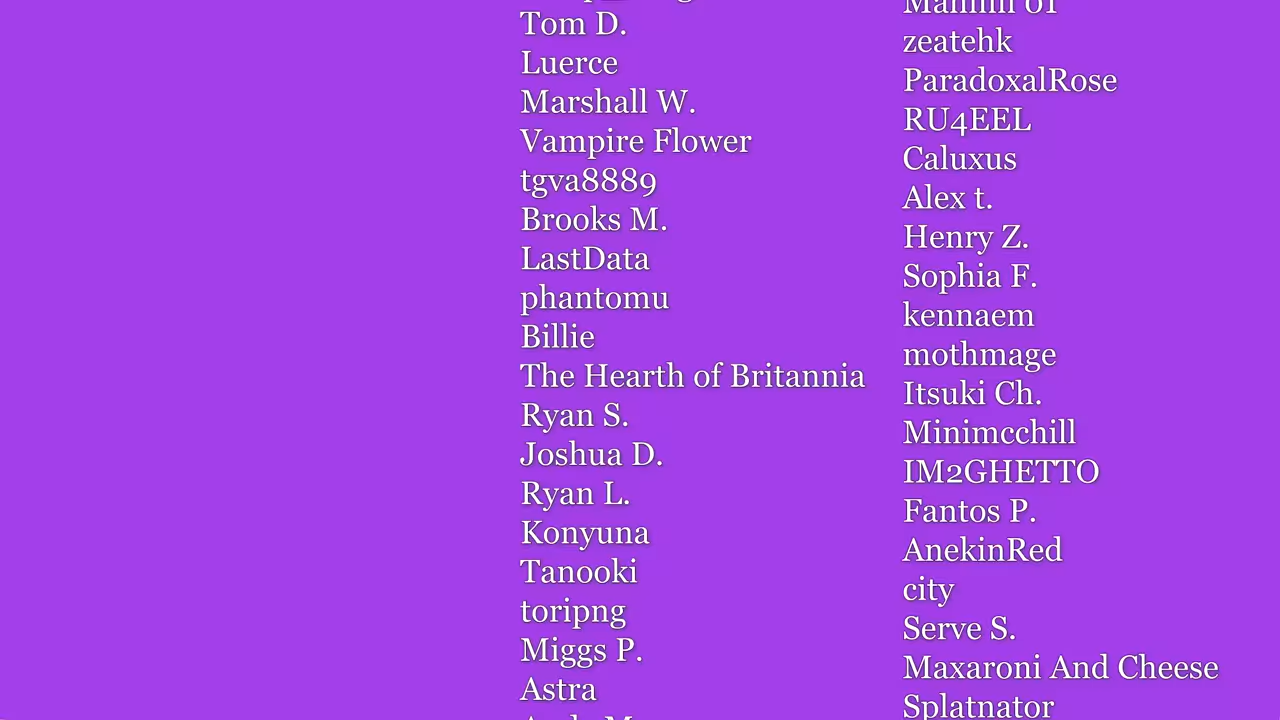 Tom D.
Luerce
Marshall W.
Vampire Flower
tgva8889
Brooks M.
LastData
phantomu
Billie
The Hearth of Britannia
Ryan S.
Joshua D.
Ryan L.
Konyuna
Tanooki
toripng
Miggs P.
Astra
zeatehk
ParadoxalRose
RU4EEL
Caluxus
Alex t.
Henry Z.
Sophia F.
kennaem
mothmage
Itsuki Ch.
Minimcchill
IM2GHETTO
Fantos P.
AnekinRed
city
Serve S.
Maxaroni And Cheese
Splatnator